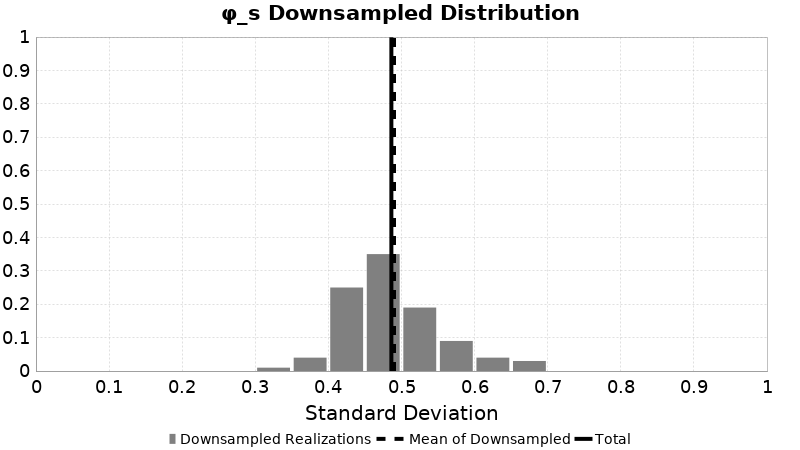 φ_s Downsampled Distribution
1
0.9
0.8
0.7
0.6
0.5
0.4
0.3
0.2
0.1
0
0 0.1 0.2 0.3 0.4 0.5 0.6 0.7 0.8 0.9 1
Standard Deviation
Downsampled Realizations Mean of Downsampled Total